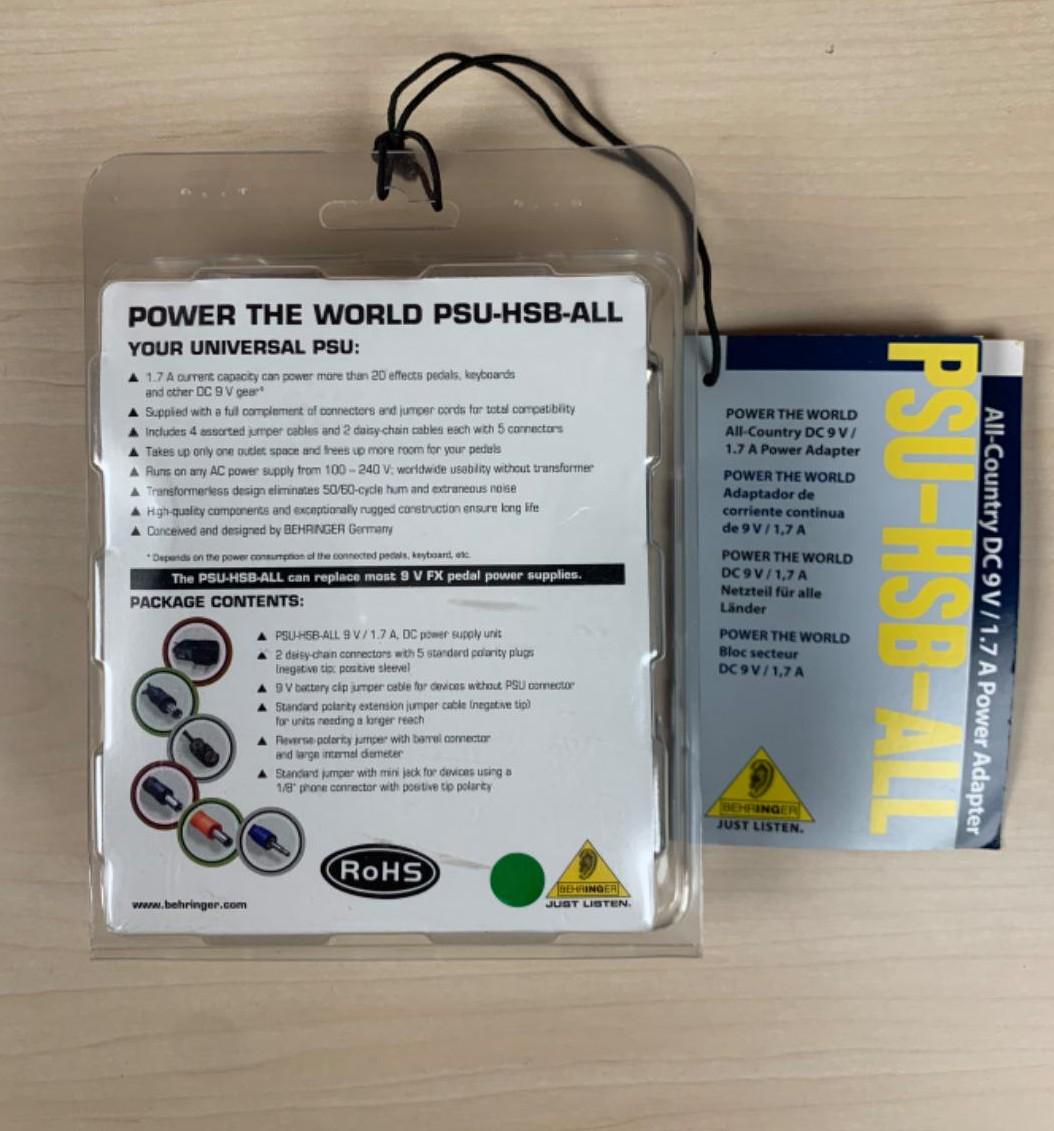 POWER THE WORLD PSU-HSB-ALL
YOUR UNIVERSAL PSU:
▲ 1.7 A current capacity can power more than 20 effects pedals, keyboards
and other DC 9 V gear*
▲ Supplied with a full complement of connectors and jumper cords for total compatibility
▲ Includes 4 assorted jumper cables and 2 daisy-chain cables each with 5 connectors
▲ Takes up only one outlet space and frees up more room for your pedals
▲ Runs on any AC power supply from 100 – 240 V; worldwide usability without transformer
▲ Transformerless design eliminates 50/60-cycle hum and extraneous noise
▲ High-quality components and exceptionally rugged construction ensure long life
▲ Conceived and designed by BEHRINGER Germany
* Depends on the power consumption of the connected pedals, keyboard, etc.
The PSU-HSB-ALL can replace most 9 V FX pedal power supplies.
PACKAGE CONTENTS:
▲ PSU-HSB-ALL 9 V / 1.7 A, DC power supply unit
▲ 2 daisy-chain connectors with 5 standard polarity plugs
(negative tip; positive sleeve)
▲ 9 V battery clip jumper cable for devices without PSU connector
▲ Standard polarity extension jumper cable (negative tip)
for units needing a longer reach
▲ Reverse-polarity jumper with barrel connector
and large internal diameter
▲ Standard jumper with mini jack for devices using a
1/8" phone connector with positive tip polarity
RoHS
BEHRINGER
JUST LISTEN.
www.behringer.com
POWER THE WORLD
All-Country DC 9 V /
1.7 A Power Adapter
POWER THE WORLD
Adaptador de
corriente continua
de 9 V / 1,7 A
POWER THE WORLD
DC 9 V / 1,7 A
Netzteil für alle
Länder
POWER THE WORLD
Bloc secteur
DC 9 V / 1,7 A
BEHRINGER
JUST LISTEN.
PSU-HSB-ALL
All-Country DC 9 V / 1.7 A Power Adapter